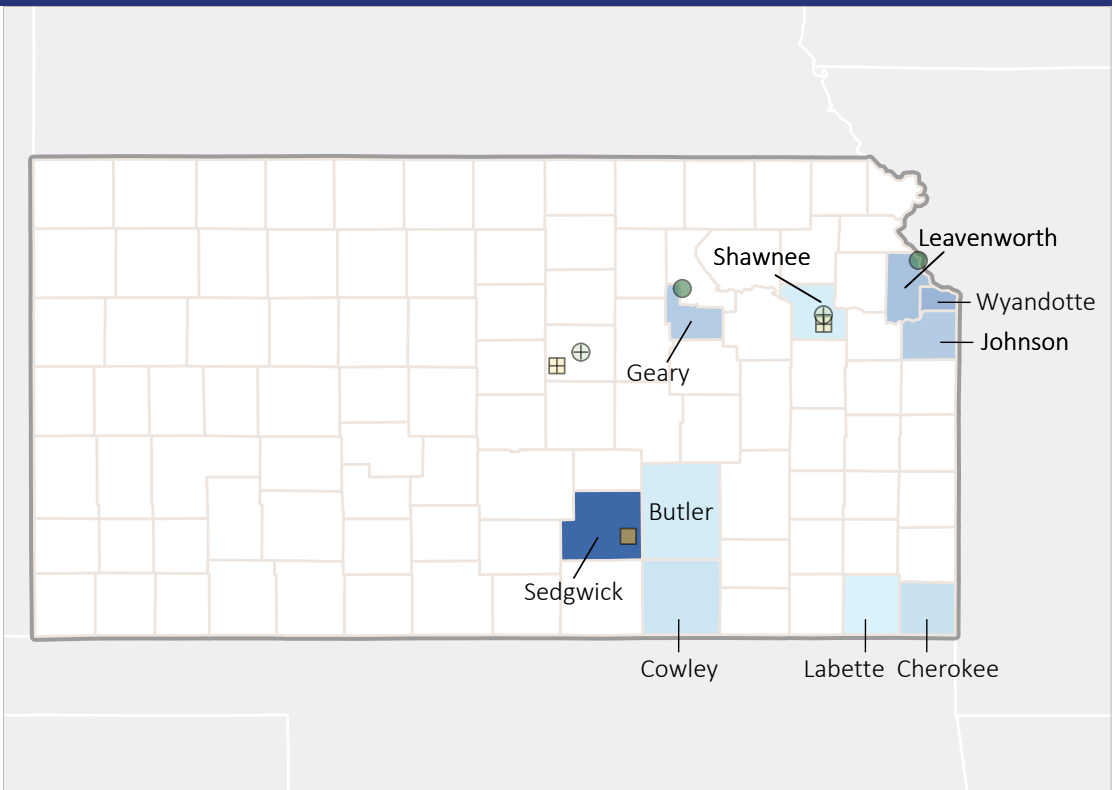 Leavenworth
Shawnee
Wyandotte
Johnson
Geary
Butler
Sedgwick
Cowley
Labette
Cherokee